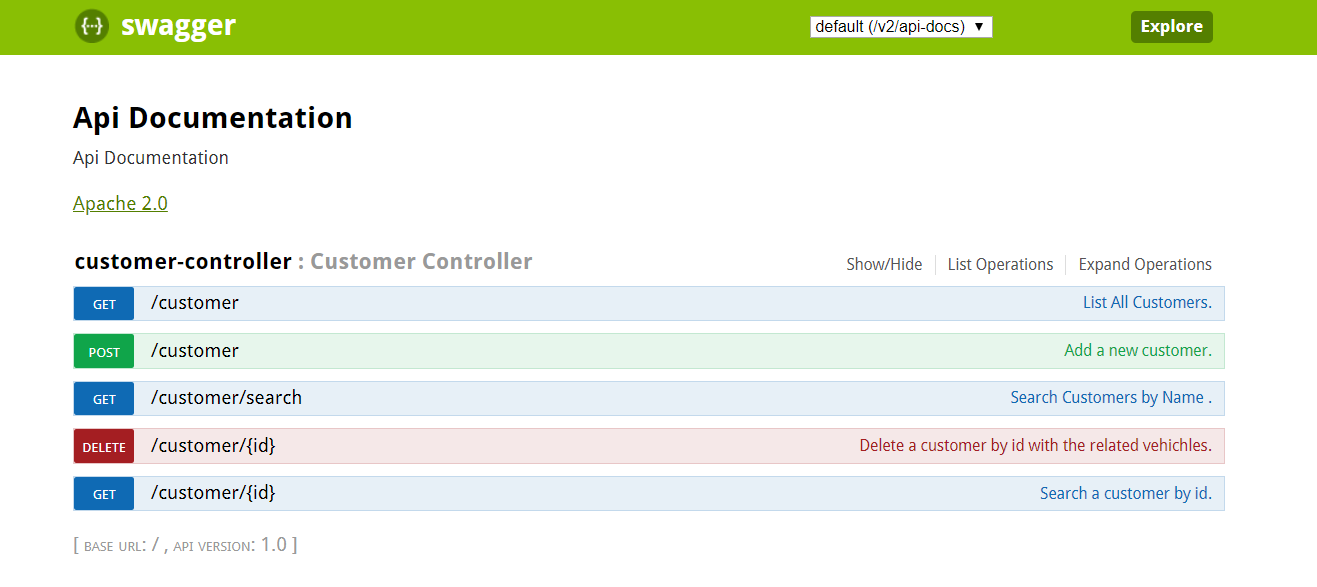 {···} swagger default (/v2/api-docs) ▼ Explore
Api Documentation
Api Documentation
Apache 2.0
customer-controller : Customer Controller Show/Hide List Operations Expand Operations
GET /customer List All Customers.
POST /customer Add a new customer.
GET /customer/search Search Customers by Name .
DELETE /customer/{id} Delete a customer by id with the related vehichles.
GET /customer/{id} Search a customer by id.
[ BASE URL: / , API VERSION: 1.0 ]